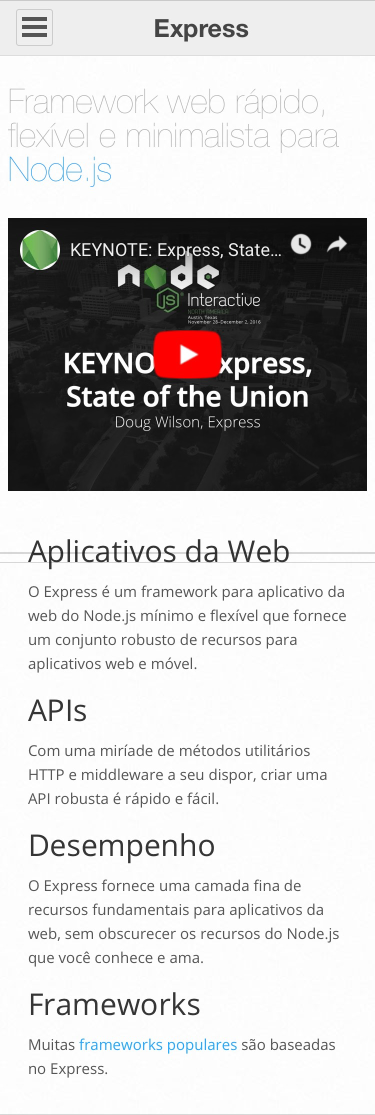 Express
Framework web rápido,
flexível e minimalista para
Node.js
KEYNOTE: Express, State...
node
JS Interactive
NORTH AMERICA
Austin, Texas
November 29-December 2, 2016
xpress,
State of the Union
Doug Wilson, Express
Aplicativos da Web
O Express é um framework para aplicativo da
web do Node.js mínimo e flexível que fornece
um conjunto robusto de recursos para
aplicativos web e móvel.
APIs
Com uma miríade de métodos utilitários
HTTP e middleware a seu dispor, criar uma
API robusta é rápido e fácil.
Desempenho
O Express fornece uma camada fina de
recursos fundamentais para aplicativos da
web, sem obscurecer os recursos do Node.js
que você conhece e ama.
Frameworks
Muitas frameworks populares são baseadas
no Express.